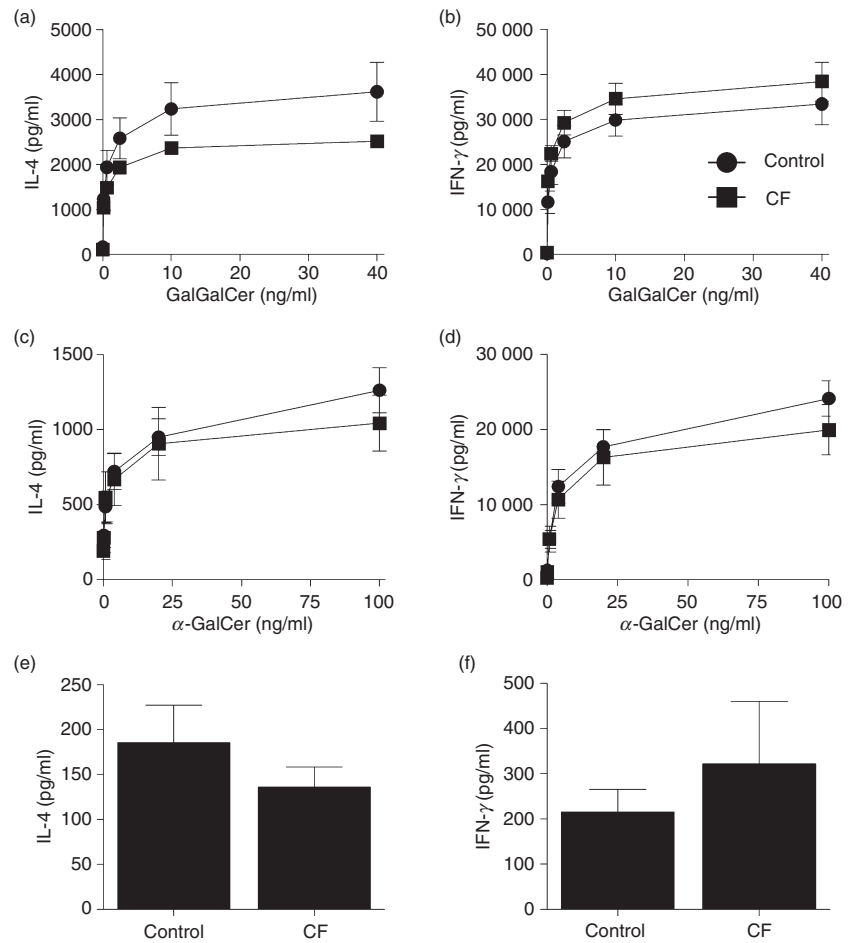 (a)
5000
4000
3000
2000
1000
0
IL-4 (pg/ml)
0 10 20 30 40
GalGalCer (ng/ml)
(b)
50 000
40 000
30 000
20 000
10 000
0
IFN-γ (pg/ml)
0 10 20 30 40
GalGalCer (ng/ml)
Control
CF
(c)
1500
1000
500
0
IL-4 (pg/ml)
0 25 50 75 100
α-GalCer (ng/ml)
(d)
30 000
20 000
10 000
0
IFN-γ (pg/ml)
0 25 50 75 100
α-GalCer (ng/ml)
(e)
250
200
150
100
50
0
IL-4 (pg/ml)
Control CF
(f)
500
400
300
200
100
0
IFN-γ (pg/ml)
Control CF